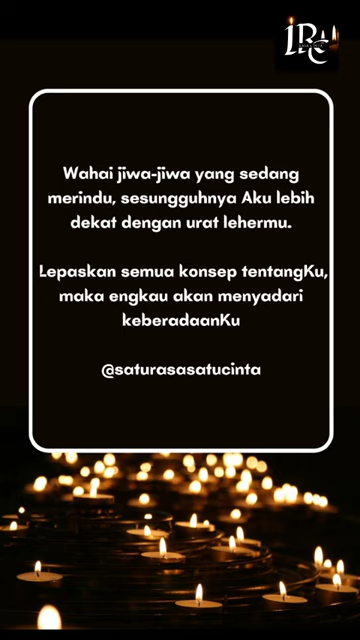 1RC
Wahai jiwa-jiwa yang sedang
merindu, sesungguhnya Aku lebih
dekat dengan urat lehermu.
Lepaskan semua konsep tentangKu,
maka engkau akan menyadari
keberadaanKu
@saturasasatucinta